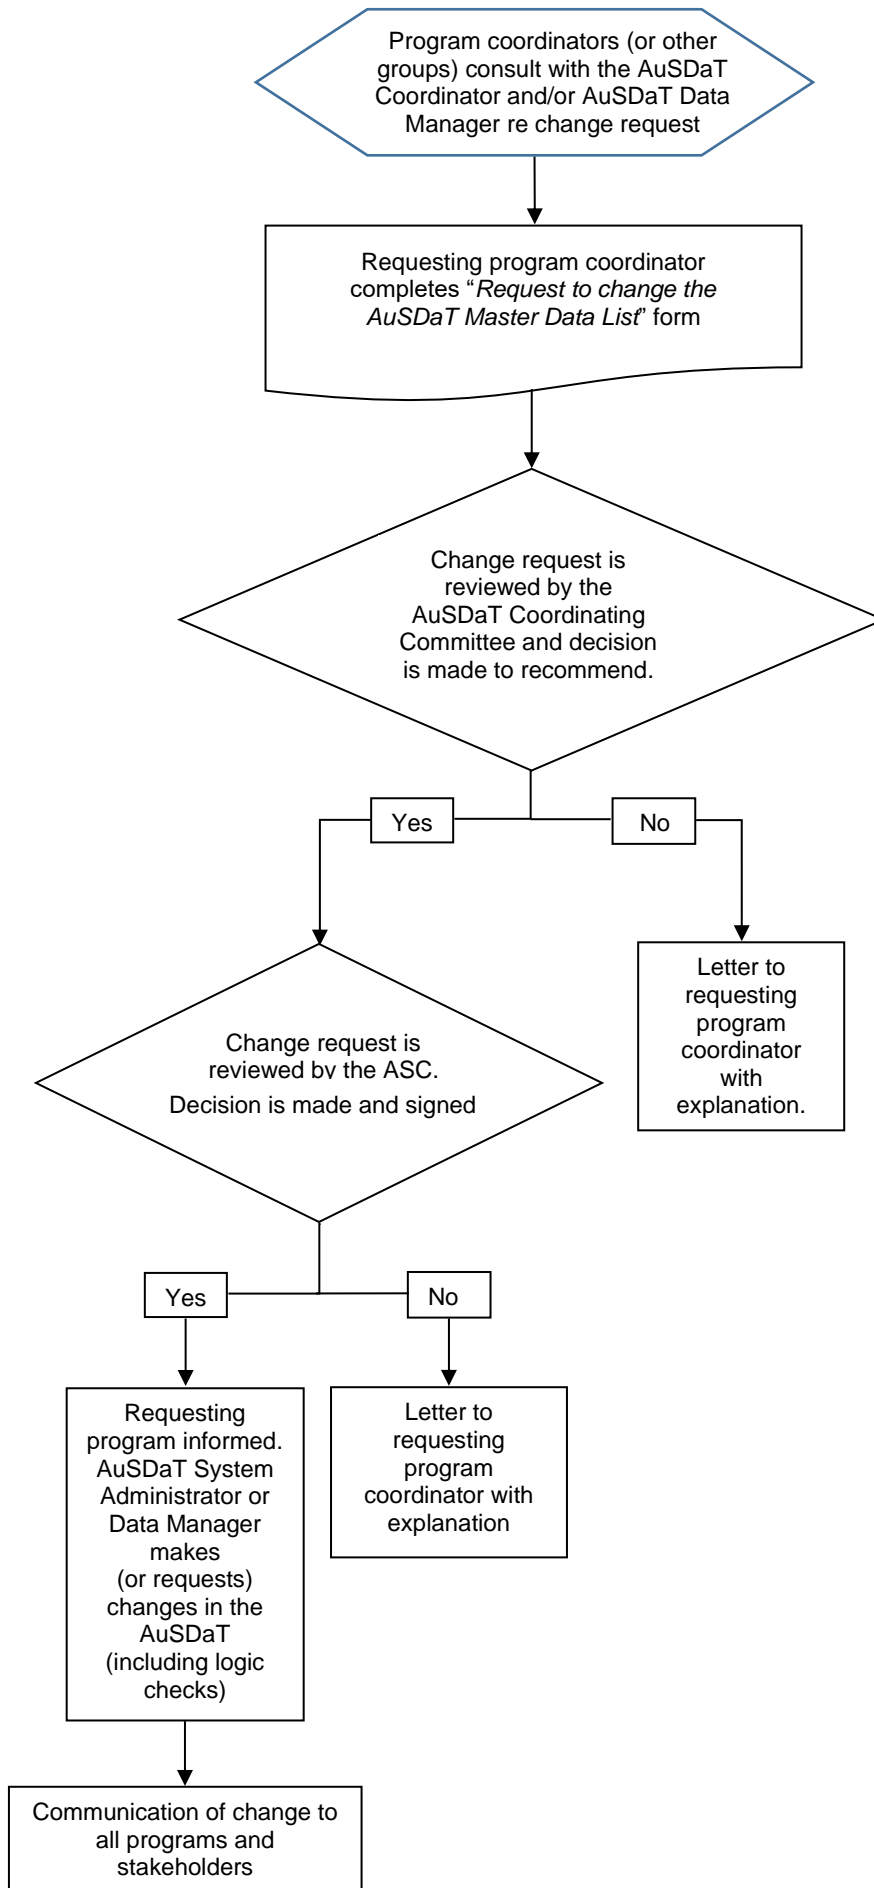 Program coordinators (or other
groups) consult with the AuSDaT
Coordinator and/or AuSDaT Data
Manager re change request
Requesting program coordinator
completes “Request to change the
AuSDaT Master Data List” form
Change request is
reviewed by the
AuSDaT Coordinating
Committee and decision
is made to recommend.
Yes
No
Letter to
requesting
program
coordinator
with
explanation.
Change request is
reviewed by the ASC.
Decision is made and signed
Yes
No
Requesting
program informed.
AuSDaT System
Administrator or
Data Manager
makes
(or requests)
changes in the
AuSDaT
(including logic
checks)
Letter to
requesting
program
coordinator with
explanation
Communication of change to
all programs and
stakeholders